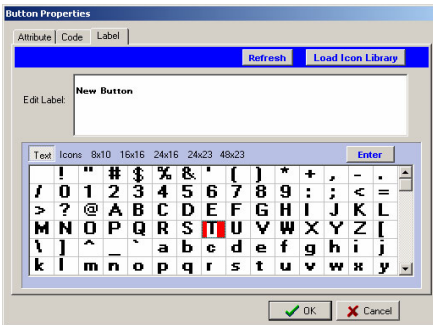 Button Properties
Attribute Code Label
Refresh Load Icon Library
Edit Label: New Button
Text Icons 8x10 16x16 24x16 24x23 48x23 Enter
! " # $ % & ' ( ) * + , - .
/ 0 1 2 3 4 5 6 7 8 9 : ; < =
> ? @ A B C D E F G H I J K L
M N O P Q R S T U V W X Y Z [
\ ] ^ _ ` a b c d e f g h i j
k l m n o p q r s t u v w x y
OK Cancel